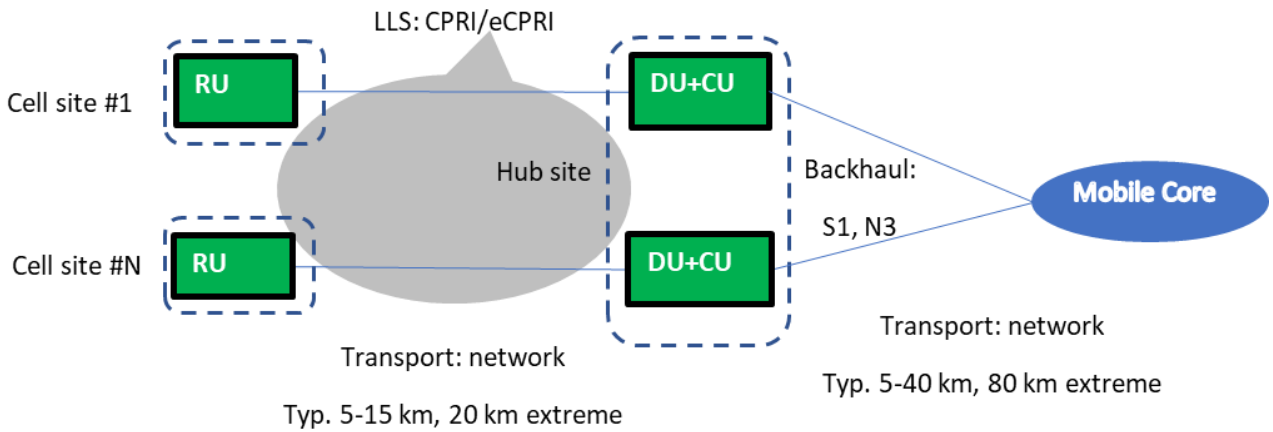 LLS: CPRI/eCPRI
RU
DU+CU
Cell site #1
Hub site
Backhaul:
Mobile Core
S1, N3
RU
DU+CU
Cell site #N
Transport: network
Typ. 5-15 km, 20 km extreme
Transport: network
Typ. 5-40 km, 80 km extreme